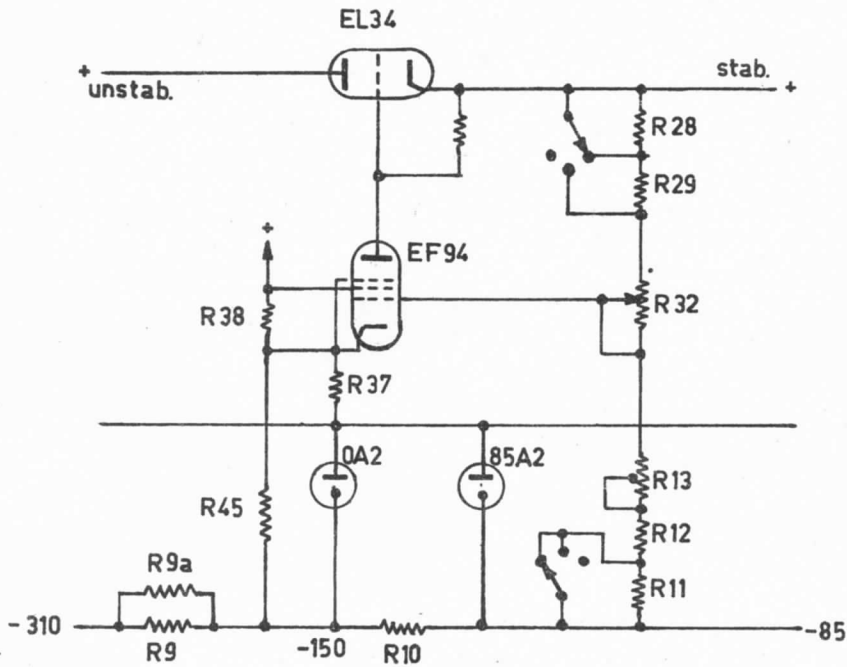 EL34
+
unstab.
stab.
+
R28
R29
+
EF94
R38
R32
R37
0A2
85A2
R13
R45
R12
R9a
R11
-310
-85
R9
-150
R10